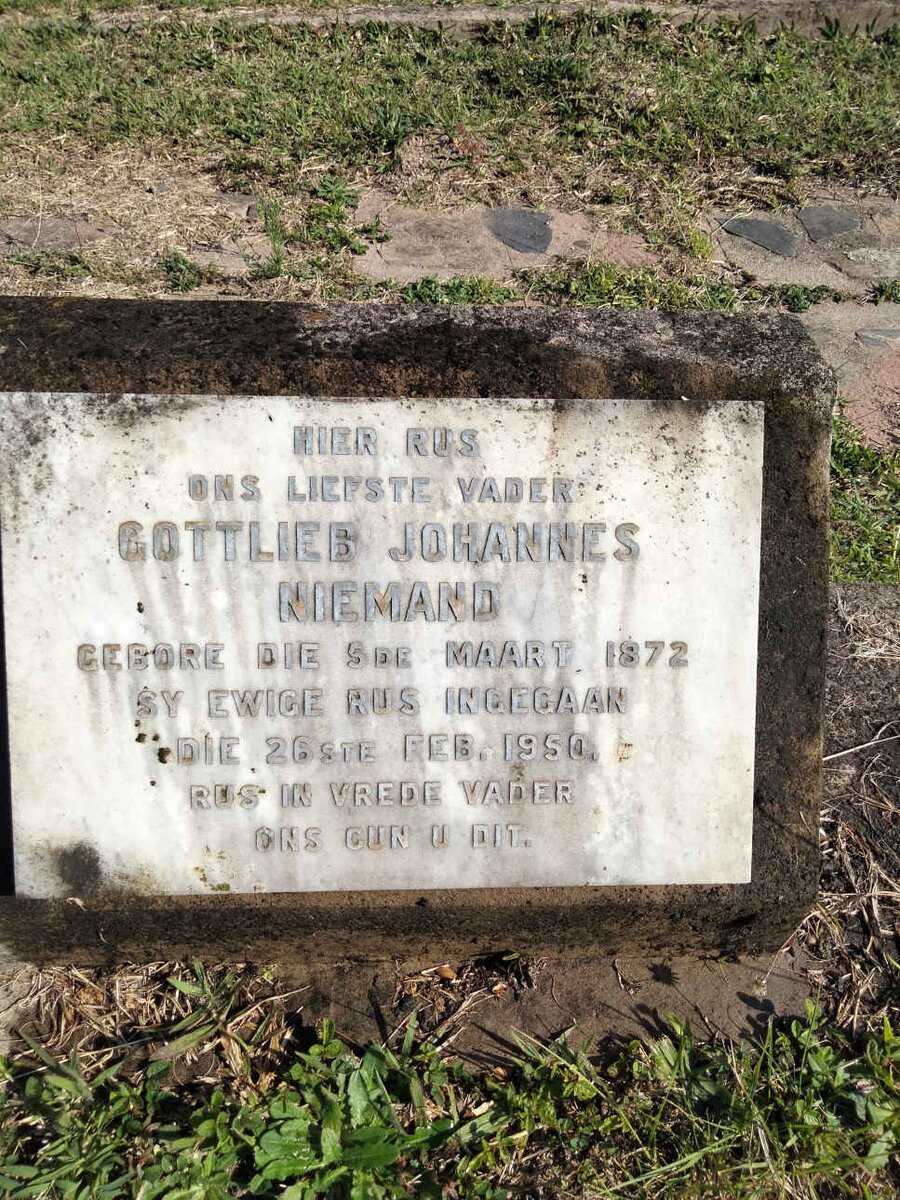 HIER RUS
ONS LIEFSTE VADER
GOTTLIEB JOHANNES
NIEMAND
GEBORE DIE 5DE MAART 1872
SY EWIGE RUS INGEGAAN
DIE 26STE FEB. 1950.
RUS IN VREDE VADER
ONS GUN U DIT.